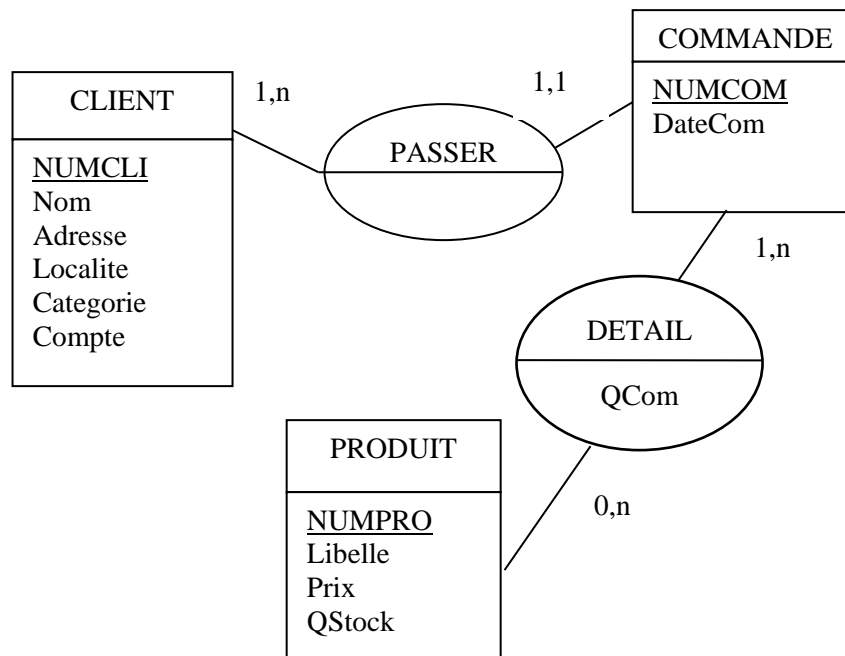 CLIENT
NUMCLI
Nom
Adresse
Localite
Categorie
Compte
1,n
PASSER
1,1
COMMANDE
NUMCOM
DateCom
1,n
DETAIL
QCom
0,n
PRODUIT
NUMPRO
Libelle
Prix
QStock